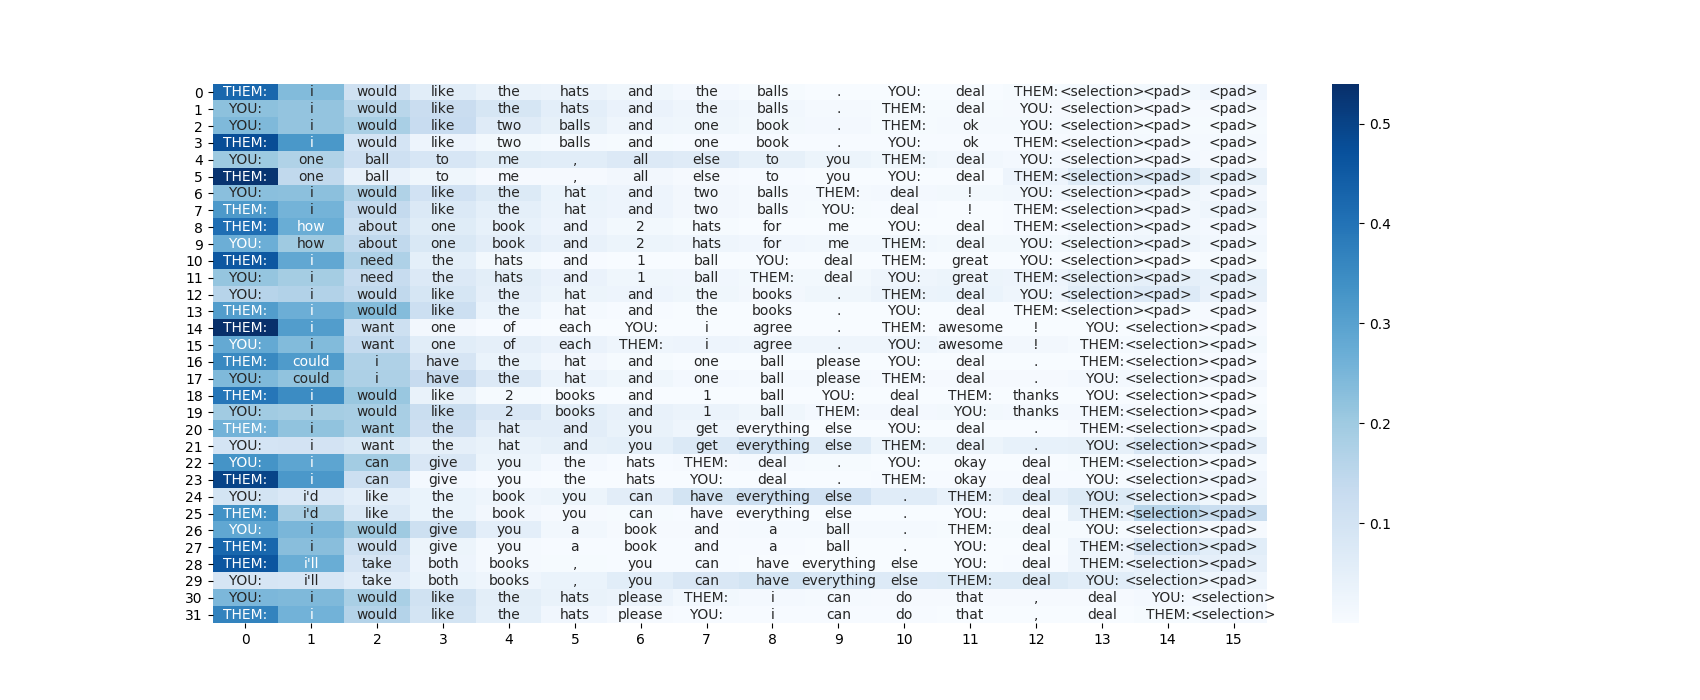 0 THEM: i would like the hats and the balls . YOU: deal THEM: <selection> <pad> <pad>
1 YOU: i would like the hats and the balls . THEM: deal YOU: <selection> <pad> <pad>
2 YOU: i would like two balls and one book . THEM: ok YOU: <selection> <pad> <pad>
3 THEM: i would like two balls and one book . YOU: ok THEM: <selection> <pad> <pad>
4 YOU: one ball to me , all else to you THEM: deal YOU: <selection> <pad> <pad>
5 THEM: one ball to me , all else to you YOU: deal THEM: <selection> <pad> <pad>
6 YOU: i would like the hat and two balls THEM: deal ! YOU: <selection> <pad> <pad>
7 THEM: i would like the hat and two balls YOU: deal ! THEM: <selection> <pad> <pad>
8 THEM: how about one book and 2 hats for me YOU: deal THEM: <selection> <pad> <pad>
9 YOU: how about one book and 2 hats for me THEM: deal YOU: <selection> <pad> <pad>
10 THEM: i need the hats and 1 ball YOU: deal THEM: great YOU: <selection> <pad> <pad>
11 YOU: i need the hats and 1 ball THEM: deal YOU: great THEM: <selection> <pad> <pad>
12 YOU: i would like the hat and the books . THEM: deal YOU: <selection> <pad> <pad>
13 THEM: i would like the hat and the books . YOU: deal THEM: <selection> <pad> <pad>
14 THEM: i want one of each YOU: i agree . THEM: awesome ! YOU: <selection> <pad>
15 YOU: i want one of each THEM: i agree . YOU: awesome ! THEM: <selection> <pad>
16 THEM: could i have the hat and one ball please YOU: deal . THEM: <selection> <pad>
17 YOU: could i have the hat and one ball please THEM: deal . YOU: <selection> <pad>
18 THEM: i would like 2 books and 1 ball YOU: deal THEM: thanks YOU: <selection> <pad>
19 YOU: i would like 2 books and 1 ball THEM: deal YOU: thanks THEM: <selection> <pad>
20 THEM: i want the hat and you get everything else YOU: deal . THEM: <selection> <pad>
21 YOU: i want the hat and you get everything else THEM: deal . YOU: <selection> <pad>
22 YOU: i can give you the hats THEM: deal . YOU: okay deal THEM: <selection> <pad>
23 THEM: i can give you the hats YOU: deal . THEM: okay deal YOU: <selection> <pad>
24 YOU: i'd like the book you can have everything else . THEM: deal YOU: <selection> <pad>
25 THEM: i'd like the book you can have everything else . YOU: deal THEM: <selection> <pad>
26 YOU: i would give you a book and a ball . THEM: deal YOU: <selection> <pad>
27 THEM: i would give you a book and a ball . YOU: deal THEM: <selection> <pad>
28 THEM: i'll take both books , you can have everything else YOU: deal THEM: <selection> <pad>
29 YOU: i'll take both books , you can have everything else THEM: deal YOU: <selection> <pad>
30 YOU: i would like the hats please THEM: i can do that , deal YOU: <selection>
31 THEM: i would like the hats please YOU: i can do that , deal THEM: <selection>
0 1 2 3 4 5 6 7 8 9 10 11 12 13 14 15
0.5
0.4
0.3
0.2
0.1